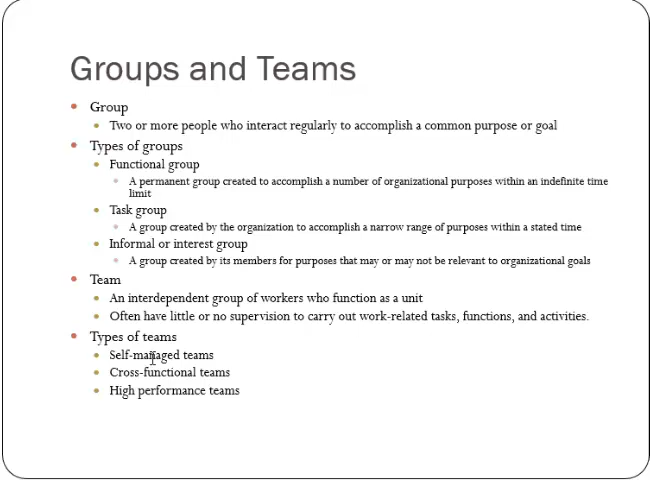 Groups and Teams
Group
Two or more people who interact regularly to accomplish a common purpose or goal
Types of groups
Functional group
A permanent group created to accomplish a number of organizational purposes within an indefinite time
limit
Task group
A group created by the organization to accomplish a narrow range of purposes within a stated time
Informal or interest group
A group created by its members for purposes that may or may not be relevant to organizational goals
Team
An interdependent group of workers who function as a unit
Often have little or no supervision to carry out work-related tasks, functions, and activities.
Types of teams
Self-managed teams
Cross-functional teams
High performance teams